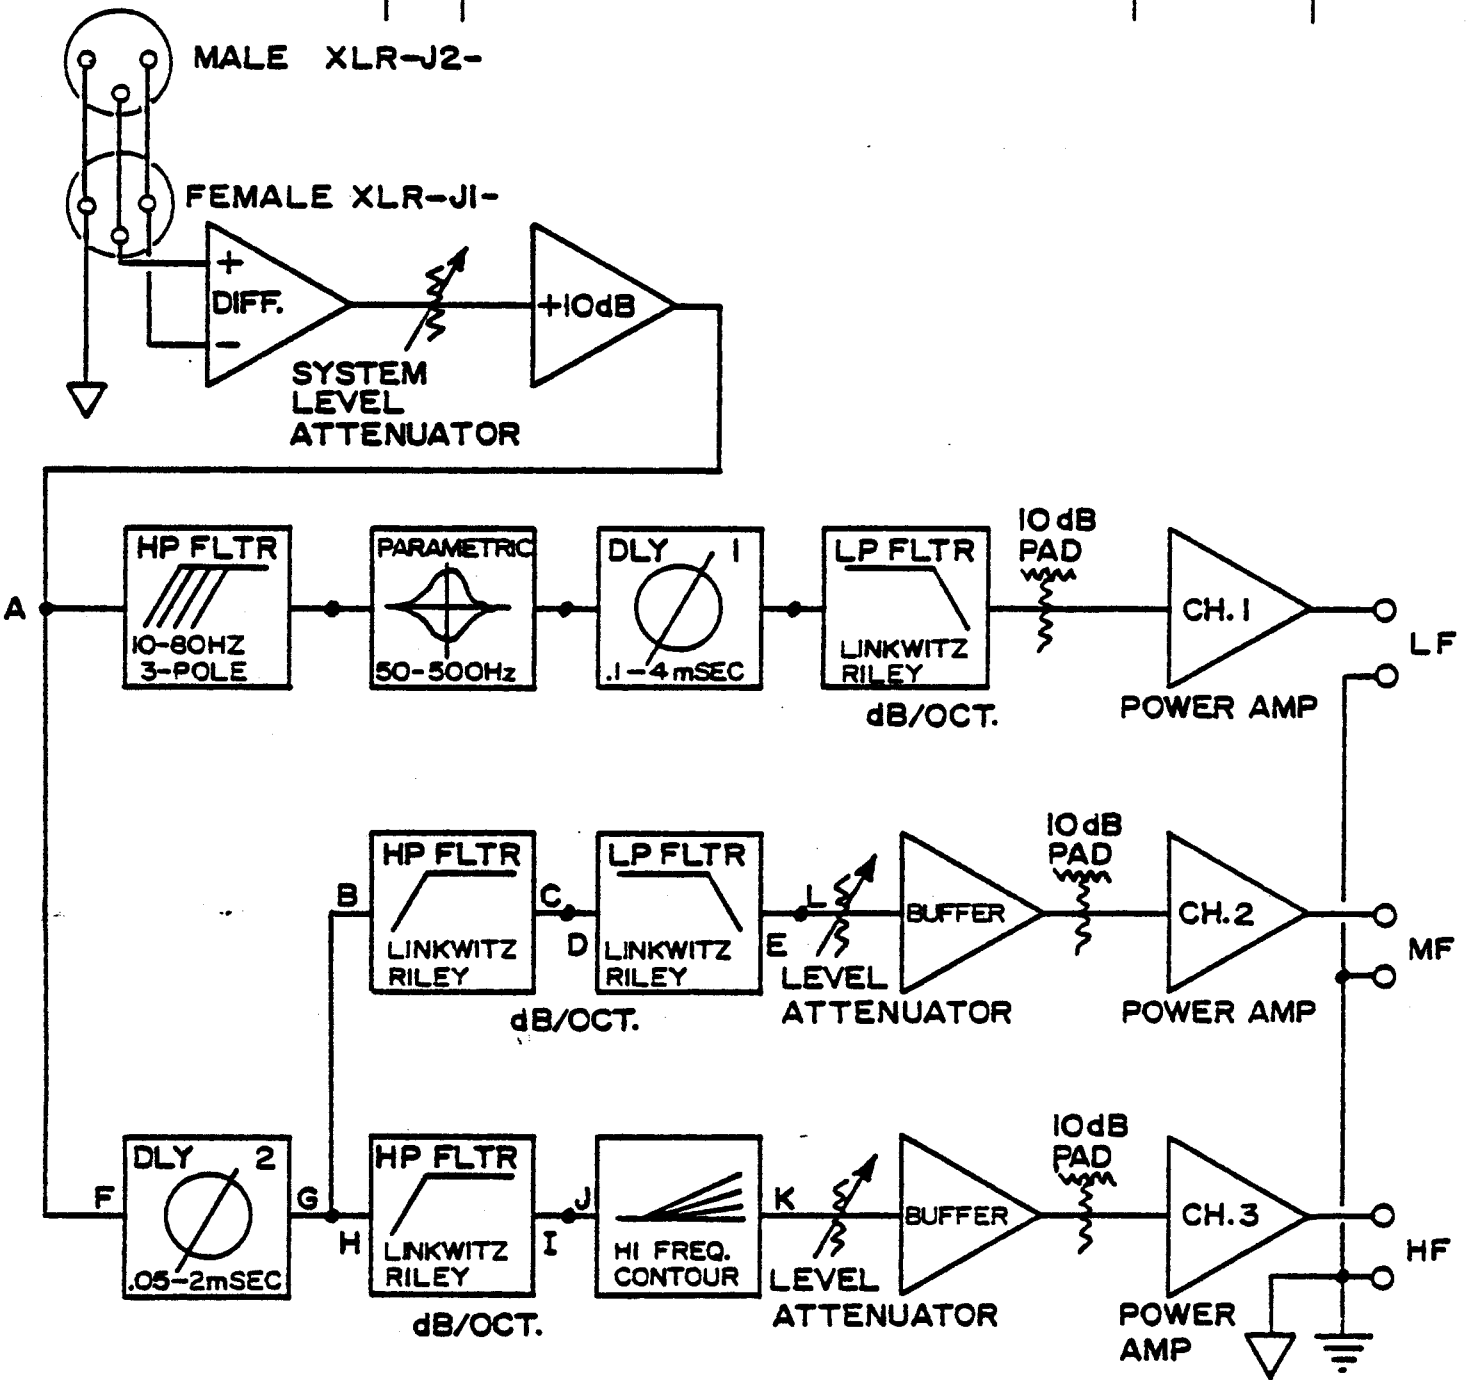 MALE XLR-J2-
FEMALE XLR-J1-
+
DIFF.
-
+10dB
SYSTEM
LEVEL
ATTENUATOR
A
HP FLTR
10-80HZ
3-POLE
PARAMETRIC
50-500Hz
DLY 1
.1-4mSEC
LP FLTR
LINKWITZ
RILEY
dB/OCT.
10 dB
PAD
CH.1
POWER AMP
LF
B
HP FLTR
LINKWITZ
RILEY
C
D
dB/OCT.
LP FLTR
LINKWITZ
RILEY
E
L
LEVEL
ATTENUATOR
BUFFER
10 dB
PAD
CH.2
POWER AMP
MF
F
DLY 2
.05-2mSEC
G
H
HP FLTR
LINKWITZ
RILEY
dB/OCT.
I
J
HI FREQ.
CONTOUR
K
LEVEL
ATTENUATOR
BUFFER
10dB
PAD
CH.3
POWER
AMP
HF